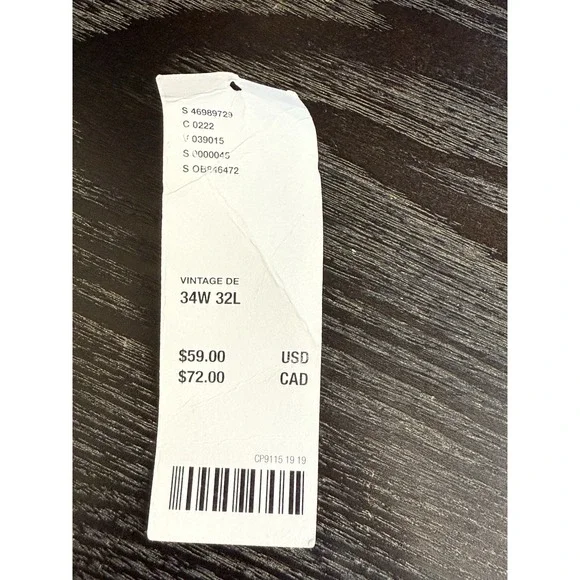 S 46989729
C 0222
V 039015
S 0000045
S OB846472
VINTAGE DE
34W 32L
$59.00 USD
$72.00 CAD
CP9115 19 19